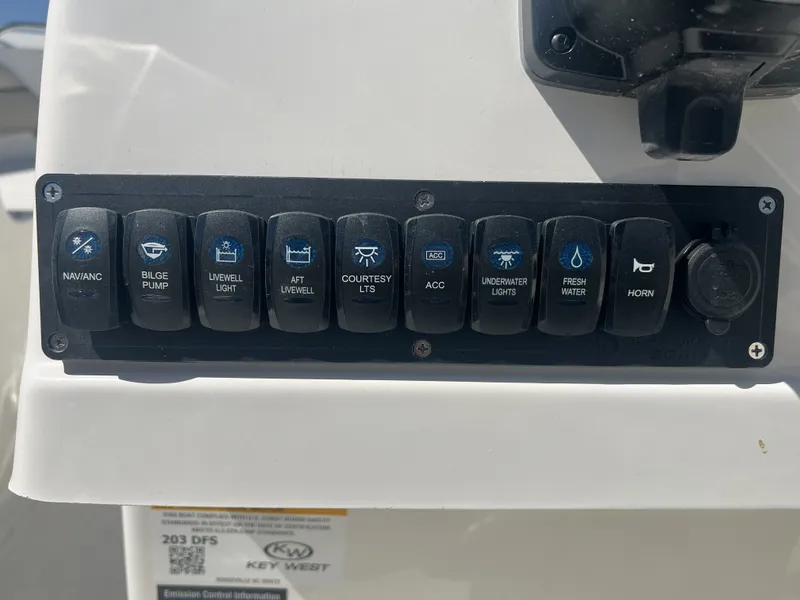 NAV/ANC
BILGE
PUMP
LIVEWELL
LIGHT
AFT
LIVEWELL
COURTESY
LTS
ACC
ACC
UNDERWATER
LIGHTS
FRESH
WATER
HORN
203 DFS
KW
KEY WEST
Emission Control Information